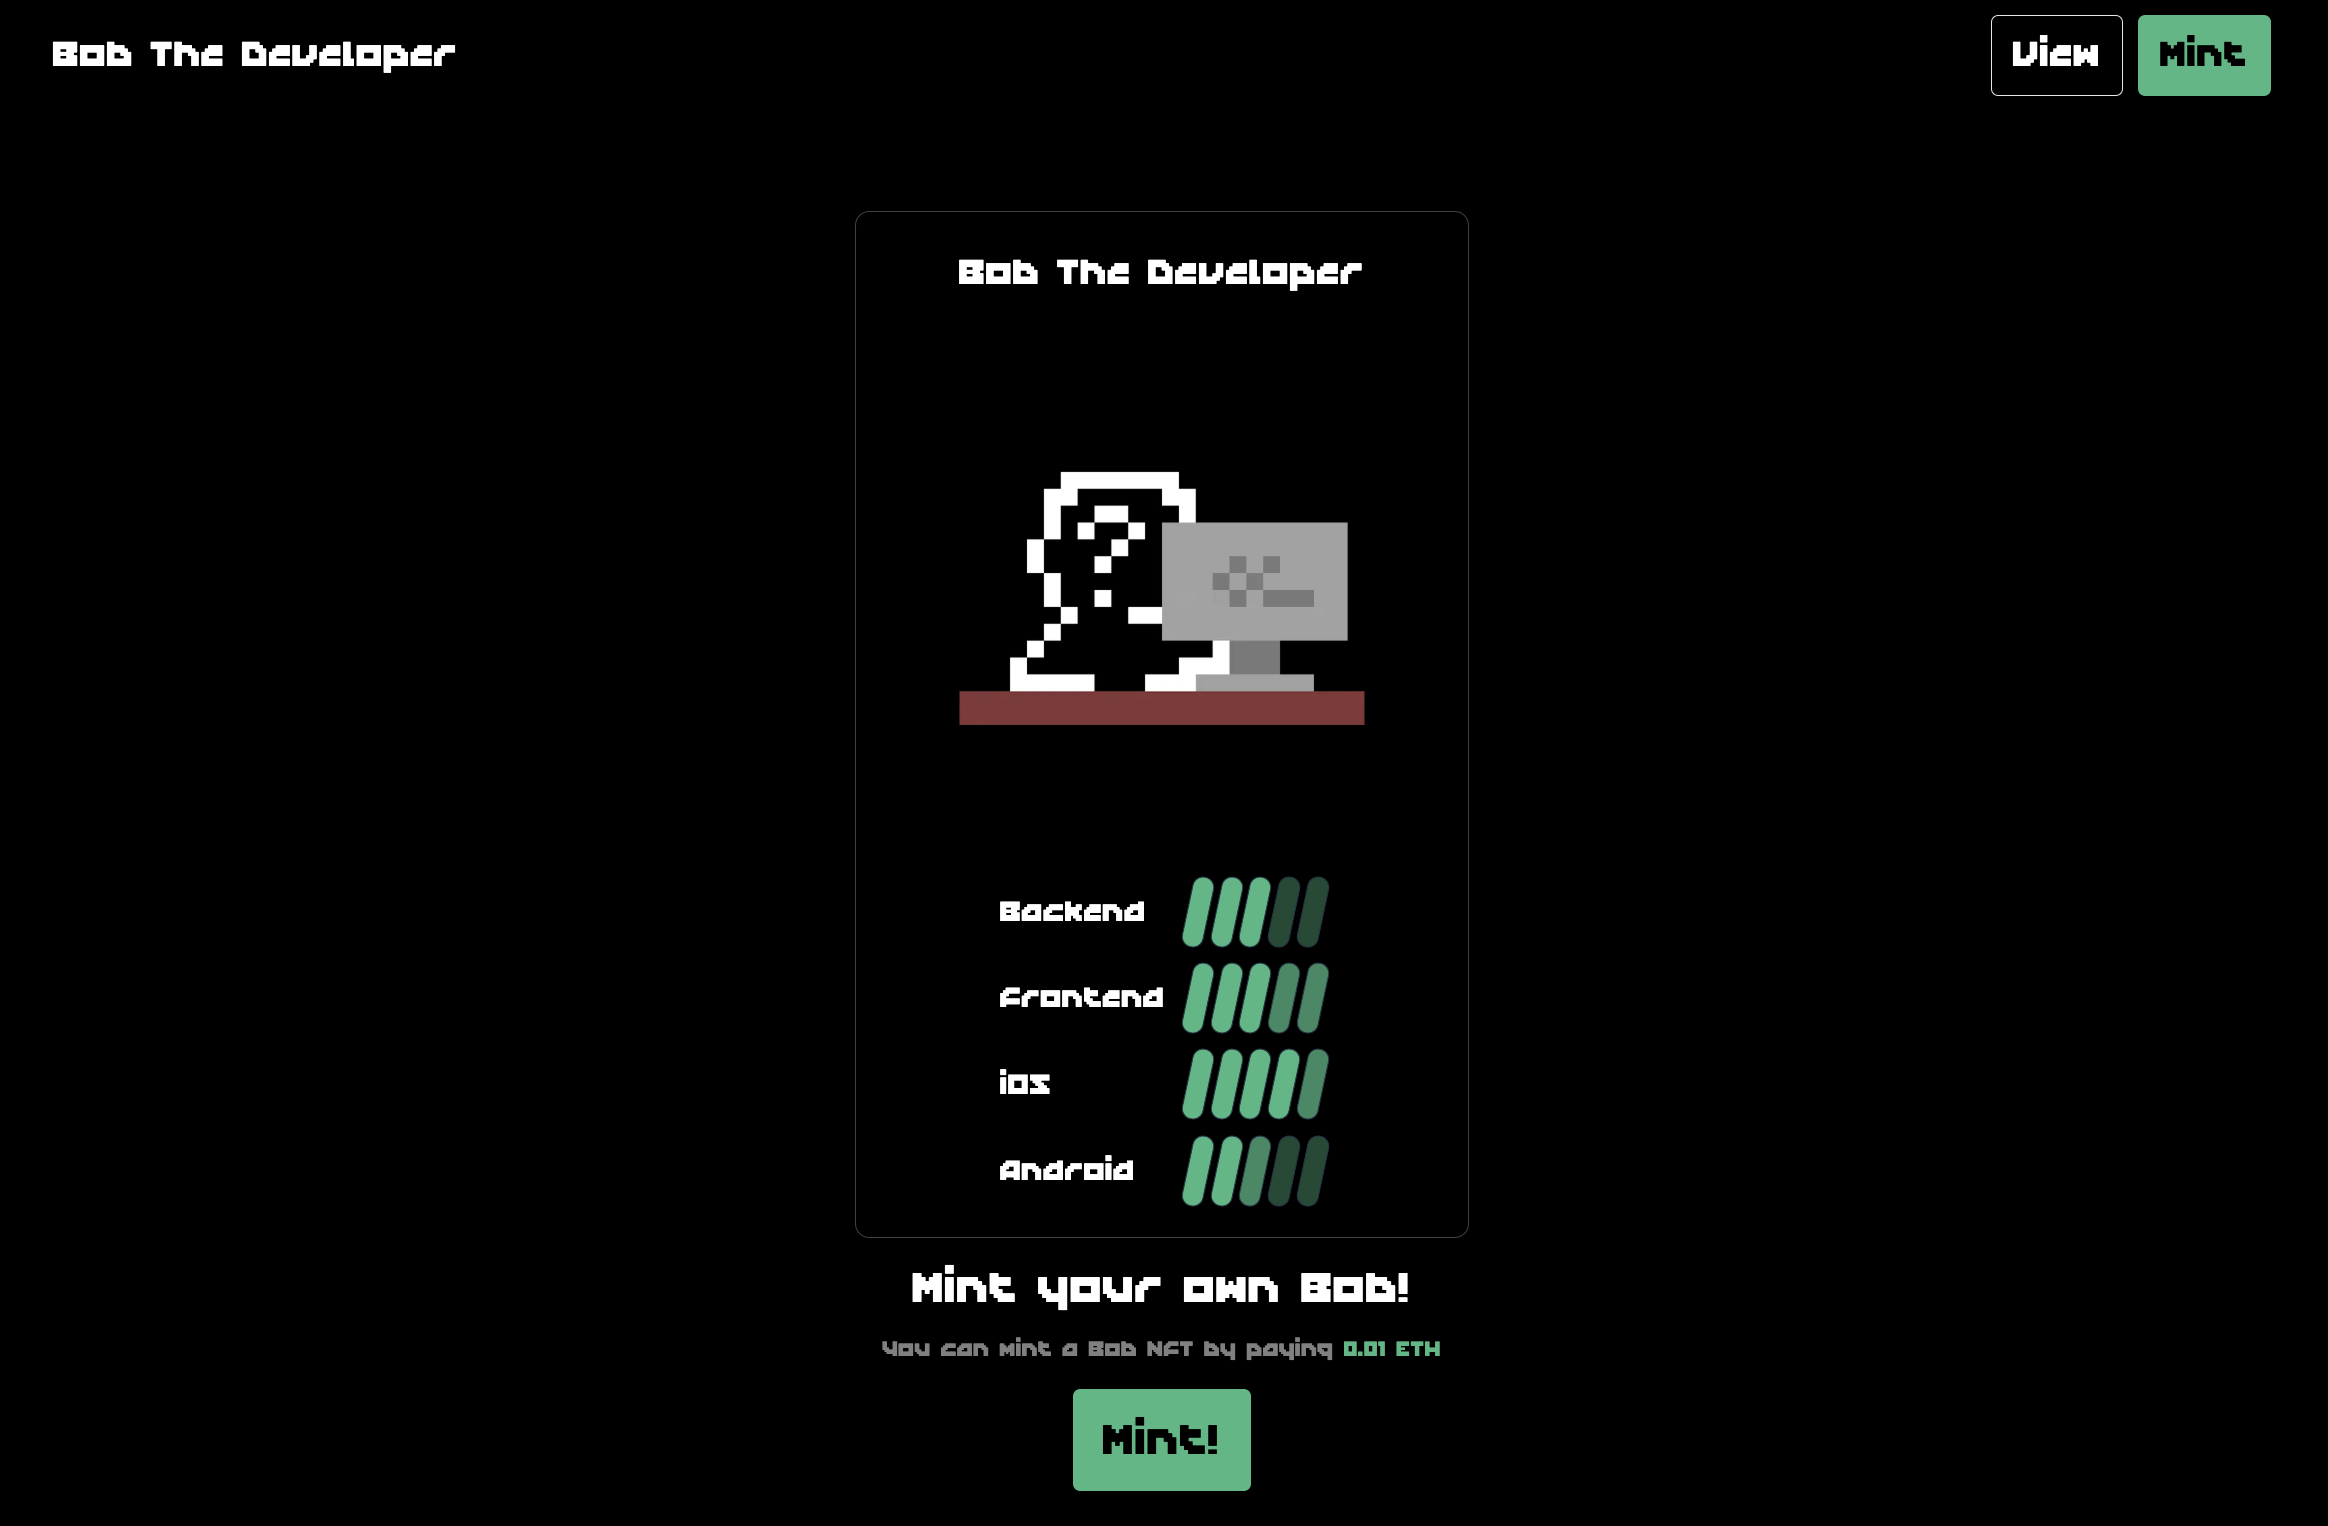 Bob The Developer
View
Mint
Bob The Developer
Backend
Frontend
ios
Android
Mint your own Bob!
You can mint a Bob NFT by paying 0.01 ETH
Mint!